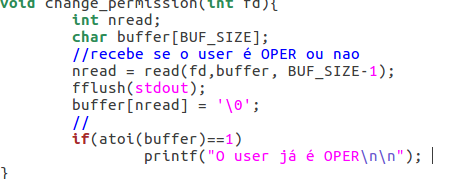 void change_permission(int fd){
int nread;
char buffer[BUF_SIZE];
//recebe se o user é OPER ou nao
nread = read(fd,buffer, BUF_SIZE-1);
fflush(stdout);
buffer[nread] = '\0';
//
if(atoi(buffer)==1)
printf("O user já é OPER\n\n");
}